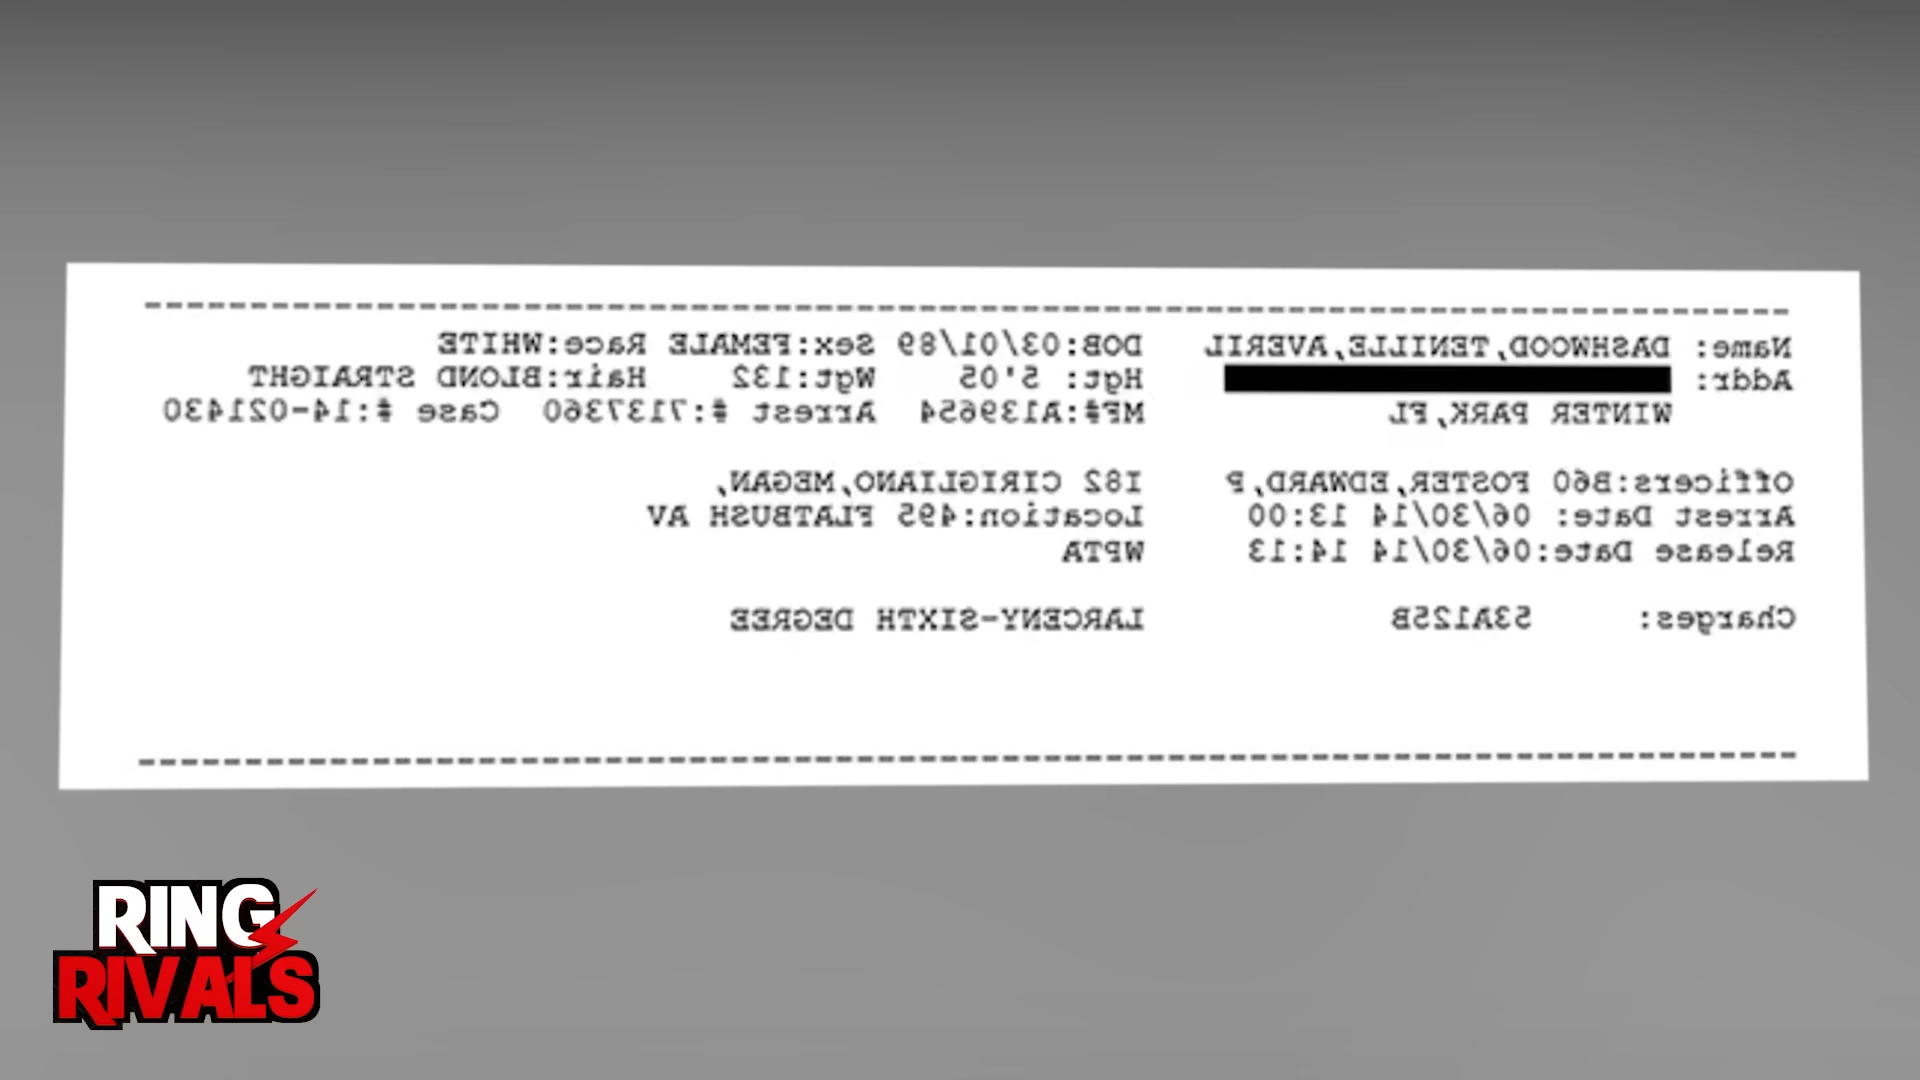 Name: DASHWOOD,TENILLE,AVERIL DOB:03/01/89 Sex:FEMALE Race:WHITE
Addr: Hgt: 5'05 Wgt:132 Hair:BLOND STRAIGHT
WINTER PARK,FL MF#:A139654 Arrest #:7137360 Case #:14-021430
Officers:B60 FOSTER,EDWARD,P I82 CIRIGLIANO,MEGAN,
Arrest Date: 06/30/14 13:00 Location:495 FLATBUSH AV
Release Date:06/30/14 14:13 WPTA
Charges: 53A125B LARCENY-SIXTH DEGREE
RING
RIVALS